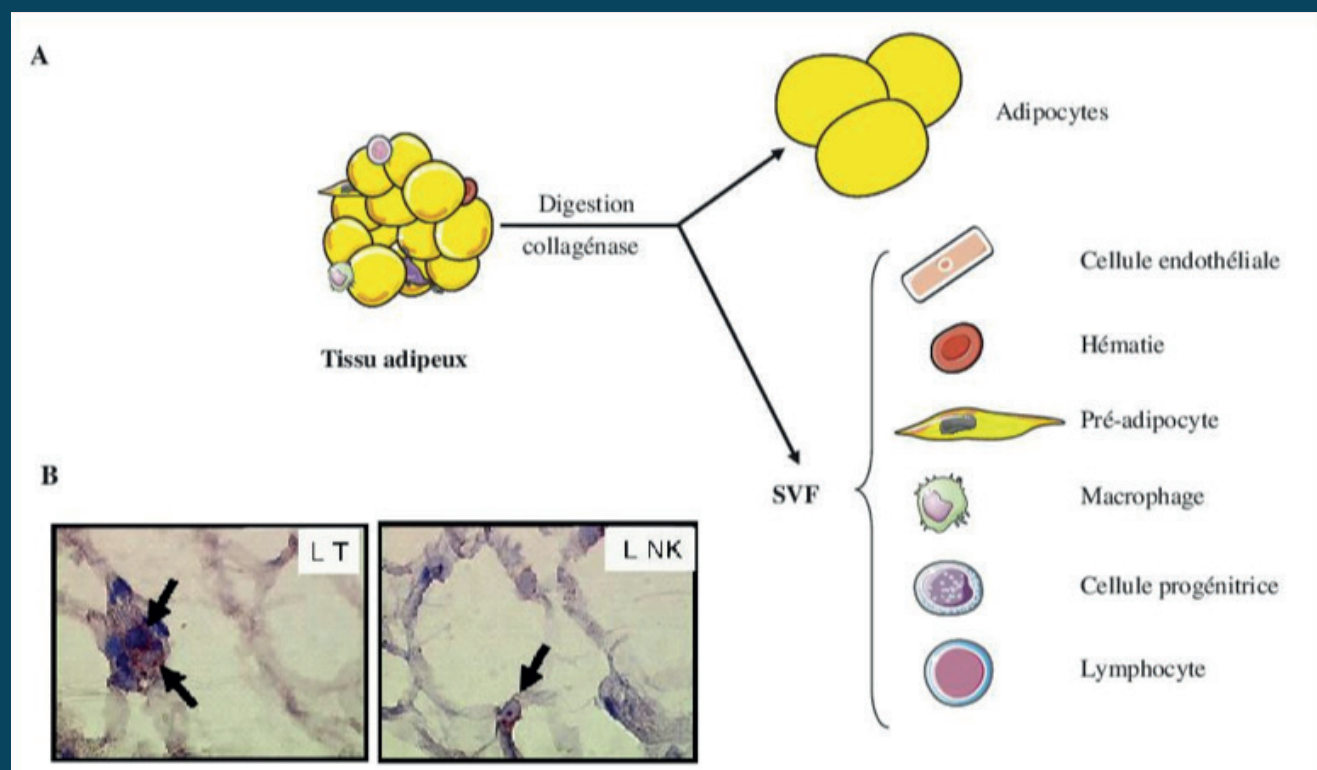 A
Adipocytes
Digestion
collagénase
Tissu adipeux
Cellule endothéliale
Hématie
Pré-adipocyte
SVF
Macrophage
Cellule progénitrice
Lymphocyte
B
L T
L NK